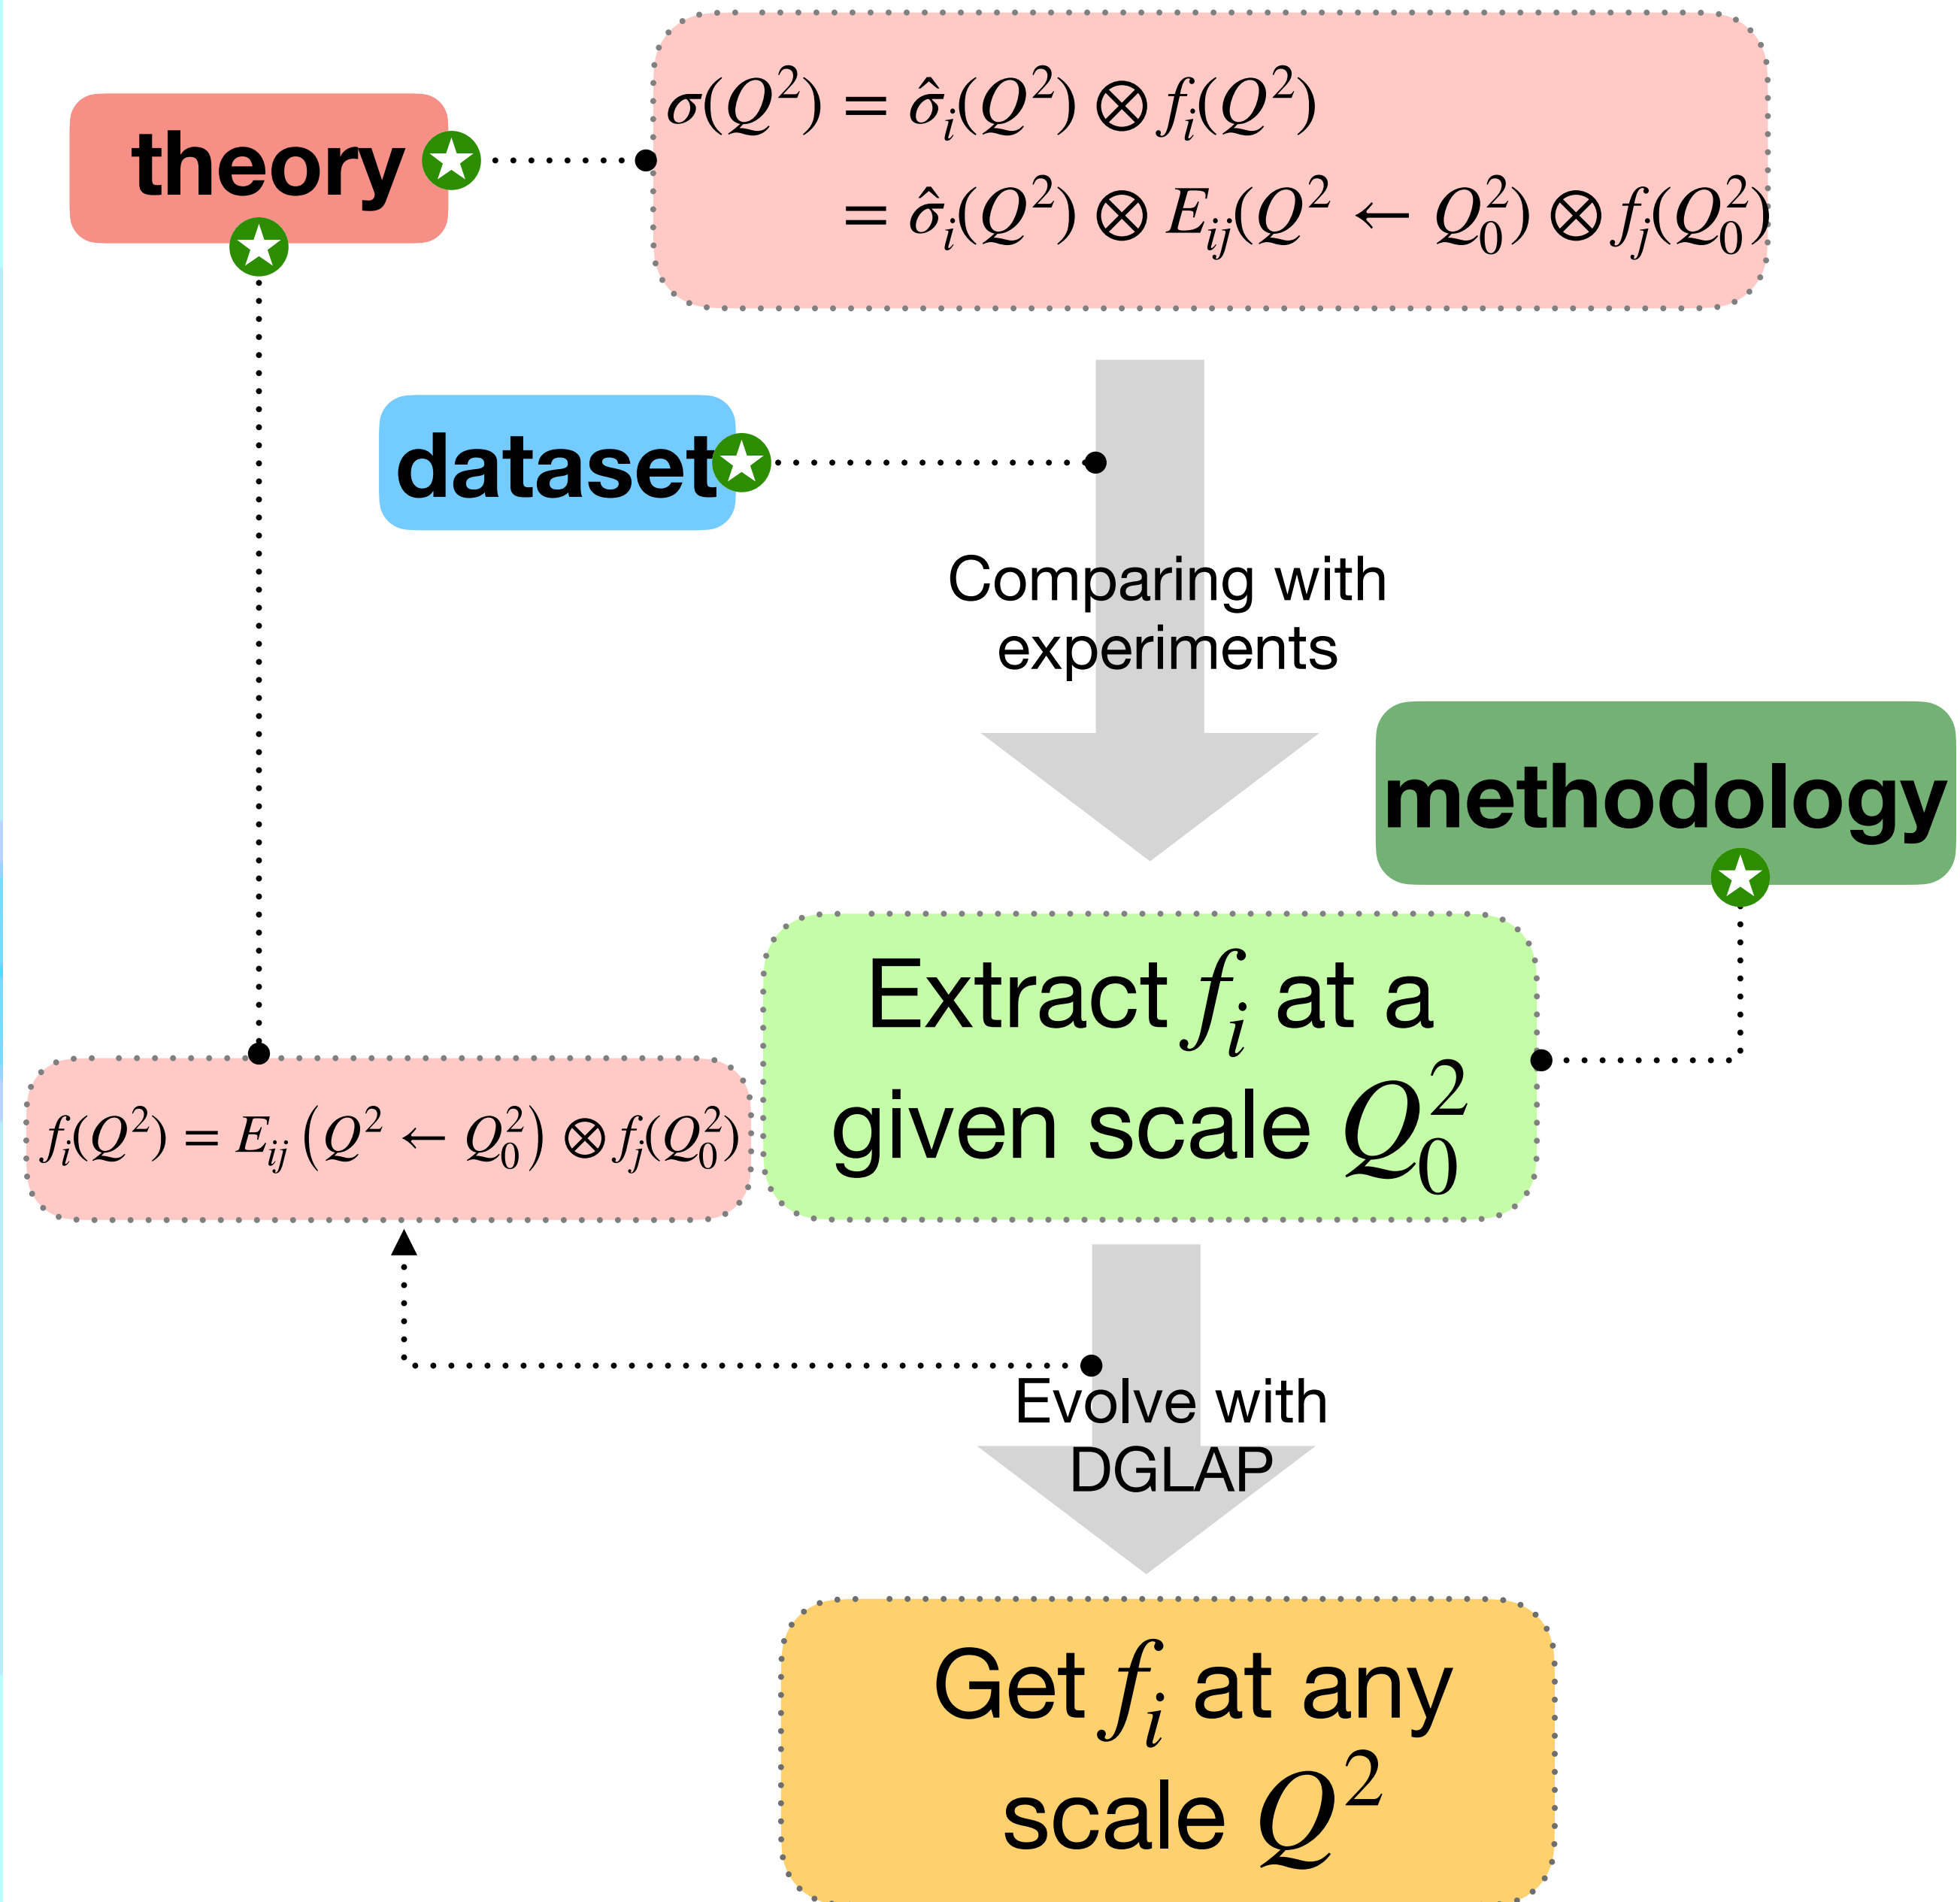 σ(Q²) = σ̂ᵢ(Q²) ⊗ fᵢ(Q²)
= σ̂ᵢ(Q²) ⊗ Eᵢⱼ(Q² ← Q₀²) ⊗ fⱼ(Q₀²)
theory
dataset
Comparing with
experiments
methodology
Extract fᵢ at a
given scale Q₀²
fᵢ(Q²) = Eᵢⱼ (Q² ← Q₀²) ⊗ fⱼ(Q₀²)
Evolve with
DGLAP
Get fᵢ at any
scale Q²